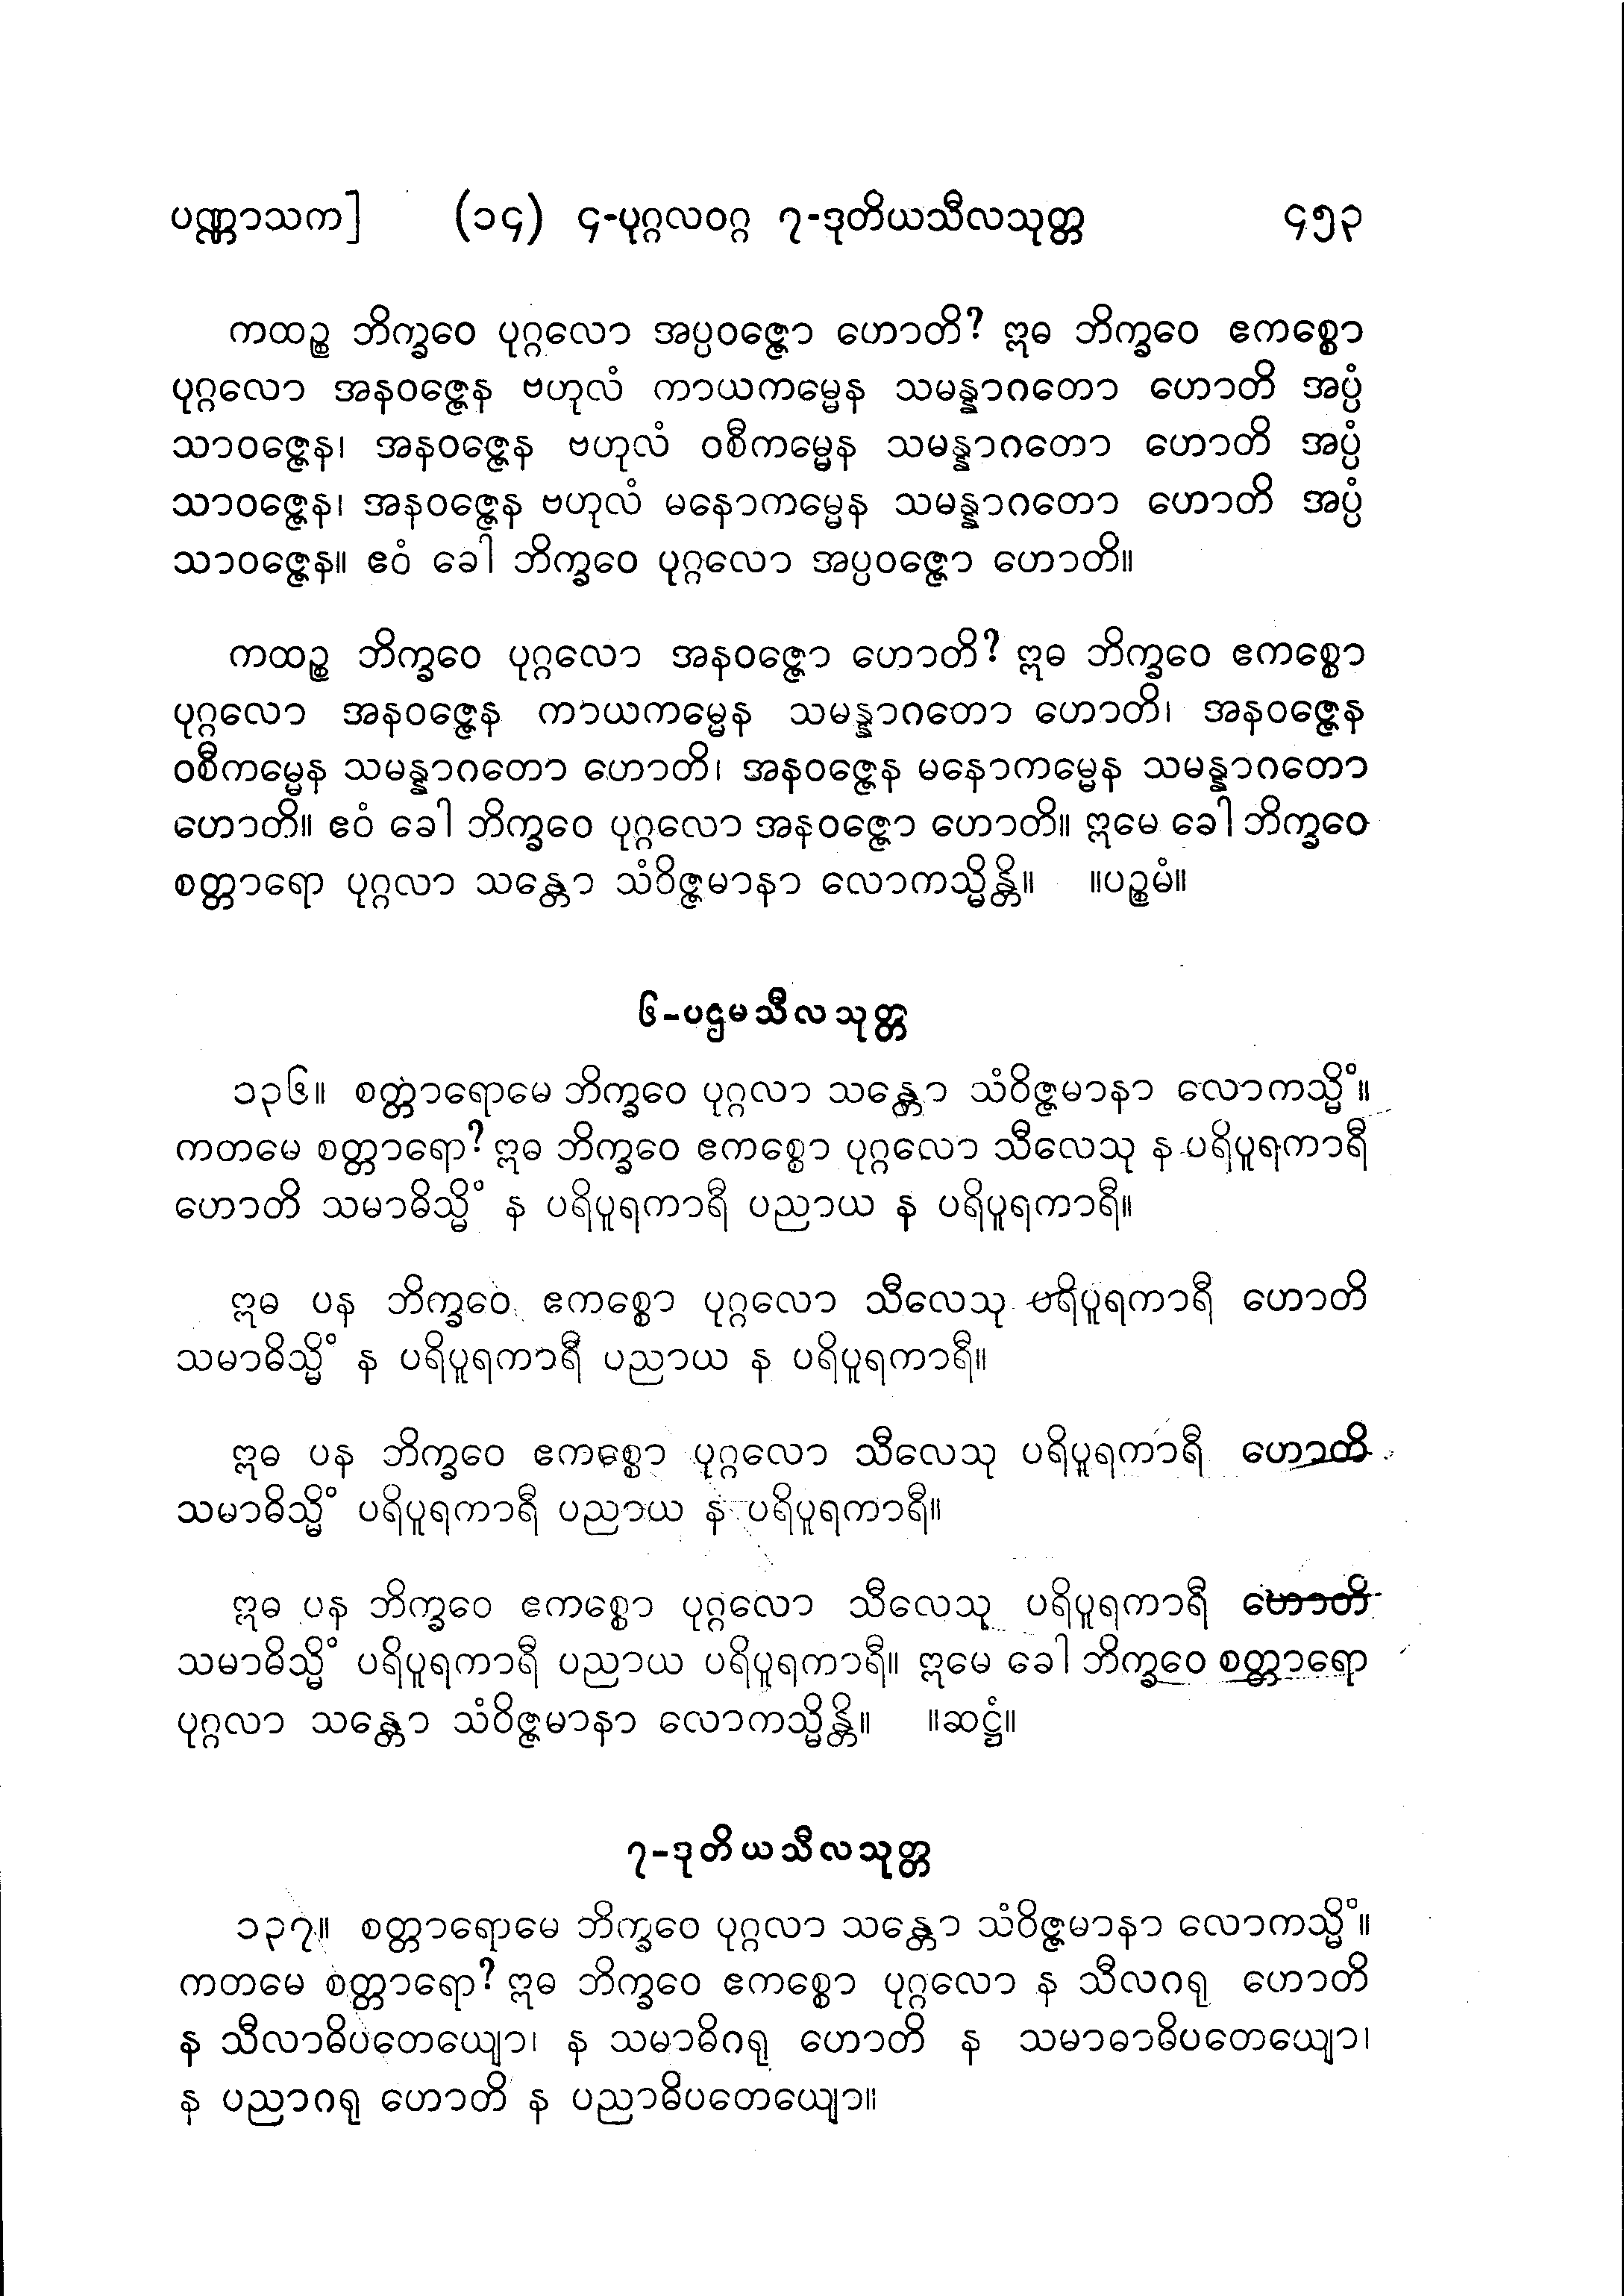 ပဏ္ဏာသက] (၁၄) ၄-ပုဂ္ဂလဝဂ္ဂ ၇-ဒုတိယသီလသုတ္တ ၄၅၃
ကထဉ္စ ဘိက္ခဝေ ပုဂ္ဂလော အပ္ပဝဇ္ဇော ဟောတိ? ဣဓ ဘိက္ခဝေ ဧကစ္စော
ပုဂ္ဂလော အနဝဇ္ဇေန ဗဟုလံ ကာယကမ္မေန သမန္နာဂတော ဟောတိ အပ္ပံ
သာဝဇ္ဇေန၊ အနဝဇ္ဇေန ဗဟုလံ ဝစီကမ္မေန သမန္နာဂတော ဟောတိ အပ္ပံ
သာဝဇ္ဇေန၊ အနဝဇ္ဇေန ဗဟုလံ မနောကမ္မေန သမန္နာဂတော ဟောတိ အပ္ပံ
သာဝဇ္ဇေန။ ဧဝံ ခေါ ဘိက္ခဝေ ပုဂ္ဂလော အပ္ပဝဇ္ဇော ဟောတိ။
ကထဉ္စ ဘိက္ခဝေ ပုဂ္ဂလော အနဝဇ္ဇော ဟောတိ? ဣဓ ဘိက္ခဝေ ဧကစ္စော
ပုဂ္ဂလော အနဝဇ္ဇေန ကာယကမ္မေန သမန္နာဂတော ဟောတိ၊ အနဝဇ္ဇေန
ဝစီကမ္မေန သမန္နာဂတော ဟောတိ၊ အနဝဇ္ဇေန မနောကမ္မေန သမန္နာဂတော
ဟောတိ။ ဧဝံ ခေါ ဘိက္ခဝေ ပုဂ္ဂလော အနဝဇ္ဇော ဟောတိ။ ဣမေ ခေါ ဘိက္ခဝေ
စတ္တာရော ပုဂ္ဂလာ သန္တော သံဝိဇ္ဇမာနာ လောကသ္မိန္တိ။ ။ပဉ္စမံ။
၆-ပဌမသီလသုတ္တ
၁၃၆။ စတ္တာရောမေ ဘိက္ခဝေ ပုဂ္ဂလာ သန္တော သံဝိဇ္ဇမာနာ လောကသ္မိံ။
ကတမေ စတ္တာရော? ဣဓ ဘိက္ခဝေ ဧကစ္စော ပုဂ္ဂလော သီလေသု န ပရိပူရကာရီ
ဟောတိ သမာဓိသ္မိံ န ပရိပူရကာရီ ပညာယ န ပရိပူရကာရီ။
ဣဓ ပန ဘိက္ခဝေ ဧကစ္စော ပုဂ္ဂလော သီလေသု ပရိပူရကာရီ ဟောတိ
သမာဓိသ္မိံ န ပရိပူရကာရီ ပညာယ န ပရိပူရကာရီ။
ဣဓ ပန ဘိက္ခဝေ ဧကစ္စော ပုဂ္ဂလော သီလေသု ပရိပူရကာရီ ဟောတိ
သမာဓိသ္မိံ ပရိပူရကာရီ ပညာယ န ပရိပူရကာရီ။
ဣဓ ပန ဘိက္ခဝေ ဧကစ္စော ပုဂ္ဂလော သီလေသု ပရိပူရကာရီ ဟောတိ
သမာဓိသ္မိံ ပရိပူရကာရီ ပညာယ ပရိပူရကာရီ။ ဣမေ ခေါ ဘိက္ခဝေ စတ္တာရော
ပုဂ္ဂလာ သန္တော သံဝိဇ္ဇမာနာ လောကသ္မိန္တိ။ ။ဆဋ္ဌံ။
၇-ဒုတိယသီလသုတ္တ
၁၃၇။ စတ္တာရောမေ ဘိက္ခဝေ ပုဂ္ဂလာ သန္တော သံဝိဇ္ဇမာနာ လောကသ္မိံ။
ကတမေ စတ္တာရော? ဣဓ ဘိက္ခဝေ ဧကစ္စော ပုဂ္ဂလော န သီလဂရု ဟောတိ
န သီလာဓိပတေယျော၊ န သမာဓိဂရု ဟောတိ န သမာဓာဓိပတေယျော၊
န ပညာဂရု ဟောတိ န ပညာဓိပတေယျော။